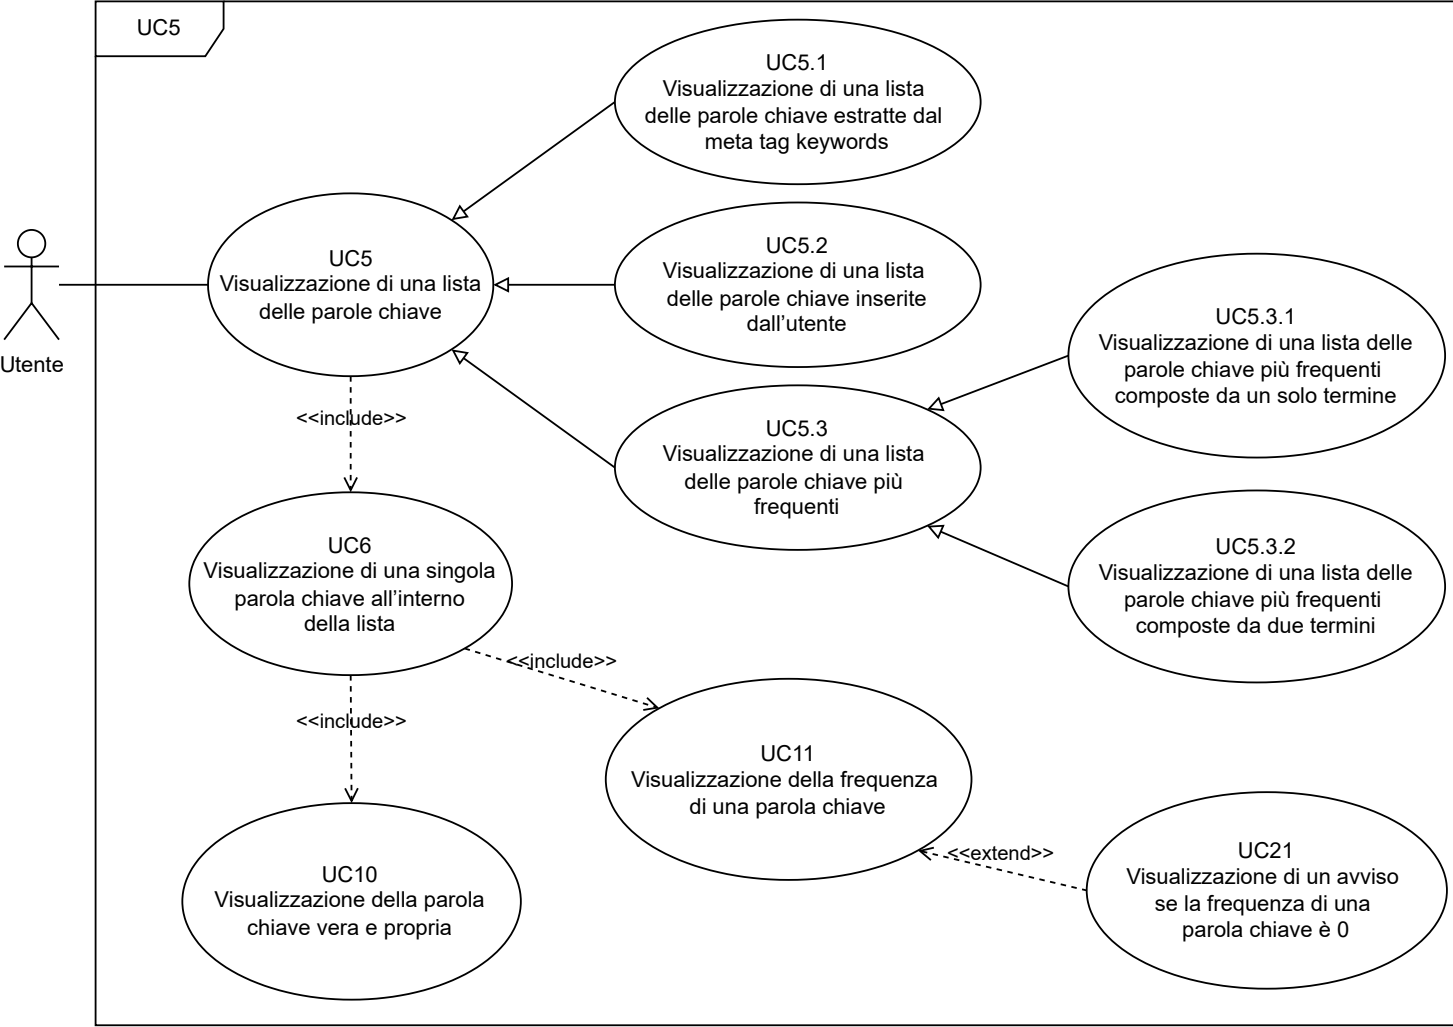 UC5
UC5.1
Visualizzazione di una lista
delle parole chiave estratte dal
meta tag keywords
UC5.2
Visualizzazione di una lista
delle parole chiave inserite
dall'utente
UC5
Visualizzazione di una lista
delle parole chiave
Utente
UC5.3.1
Visualizzazione di una lista delle
parole chiave più frequenti
composte da un solo termine
<<include>>
UC5.3
Visualizzazione di una lista
delle parole chiave più
frequenti
UC6
Visualizzazione di una singola
parola chiave all'interno
della lista
UC5.3.2
Visualizzazione di una lista delle
parole chiave più frequenti
composte da due termini
<<include>>
<<include>>
UC11
Visualizzazione della frequenza
di una parola chiave
<<extend>>
UC10
Visualizzazione della parola
chiave vera e propria
UC21
Visualizzazione di un avviso
se la frequenza di una
parola chiave è 0